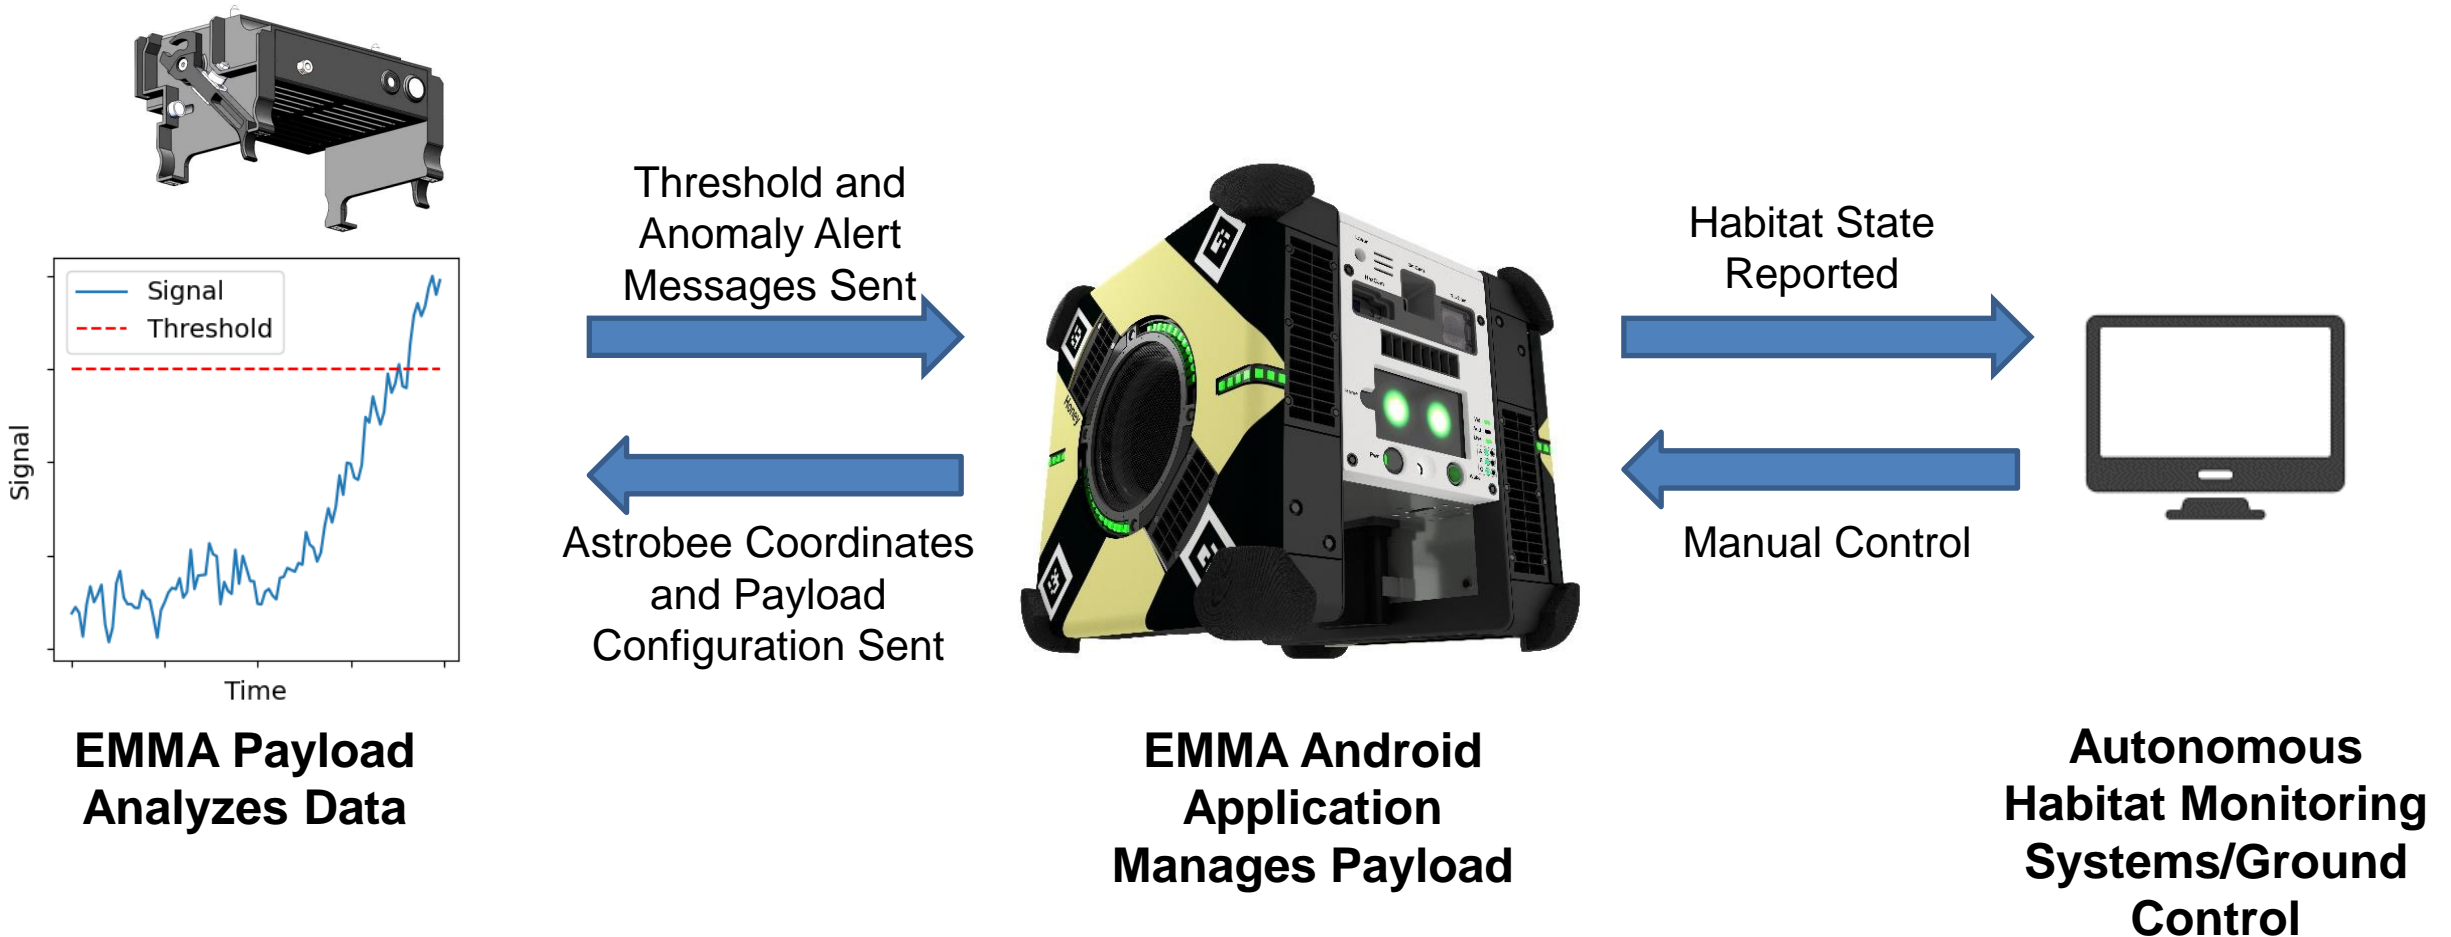 Threshold and
Anomaly Alert
Messages Sent
Habitat State
Reported
Signal
Threshold
Signal
Time
Honey
Astrobee Coordinates
and Payload
Configuration Sent
Manual Control
EMMA Payload
Analyzes Data
EMMA Android
Application
Manages Payload
Autonomous
Habitat Monitoring
Systems/Ground
Control